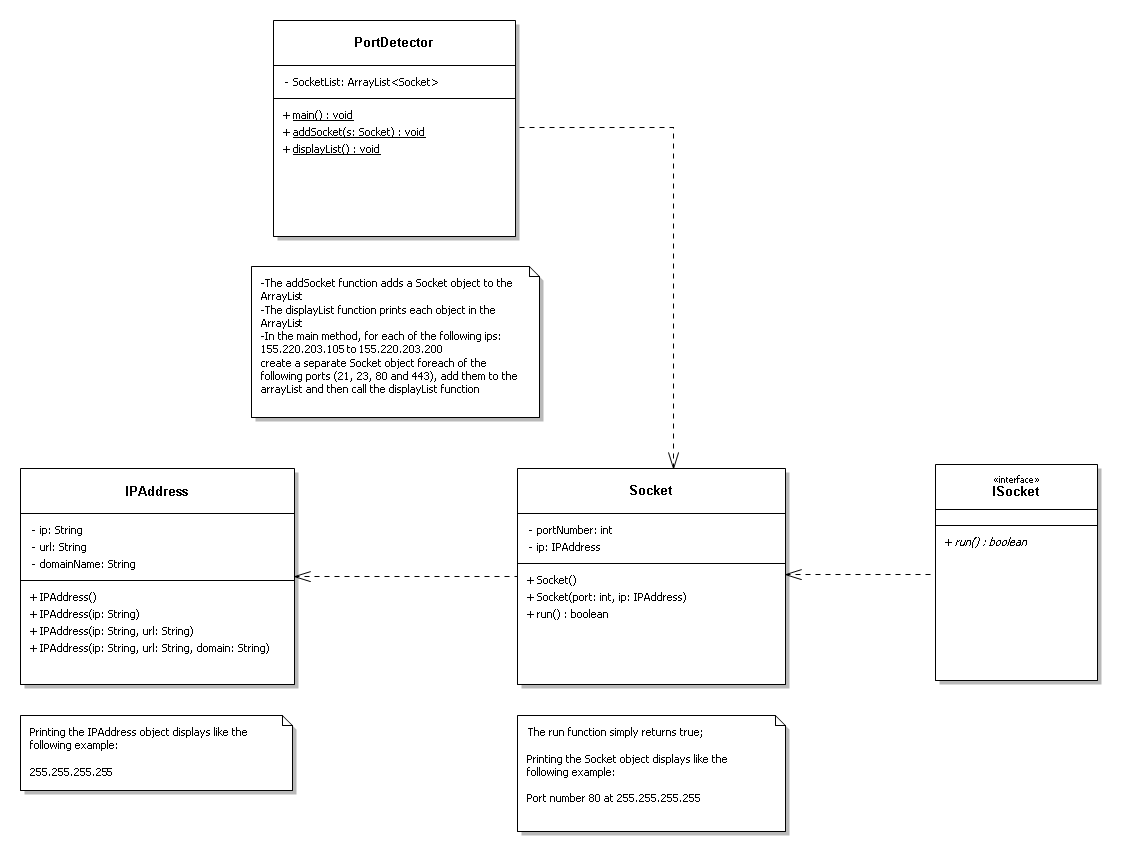 PortDetector
- SocketList: ArrayList<Socket>
+ main() : void
+ addSocket(s: Socket) : void
+ displayList() : void
-The addSocket function adds a Socket object to the
ArrayList
-The displayList function prints each object in the
ArrayList
-In the main method, for each of the following ips:
155.220.203.105 to 155.220.203.200
create a separate Socket object foreach of the
following ports (21, 23, 80 and 443), add them to the
arrayList and then call the displayList function
IPAddress
- ip: String
- url: String
- domainName: String
+ IPAddress()
+ IPAddress(ip: String)
+ IPAddress(ip: String, url: String)
+ IPAddress(ip: String, url: String, domain: String)
Printing the IPAddress object displays like the
following example:
255.255.255.255
Socket
- portNumber: int
- ip: IPAddress
+ Socket()
+ Socket(port: int, ip: IPAddress)
+ run() : boolean
The run function simply returns true;
Printing the Socket object displays like the
following example:
Port number 80 at 255.255.255.255
«interface»
ISocket
+ run() : boolean